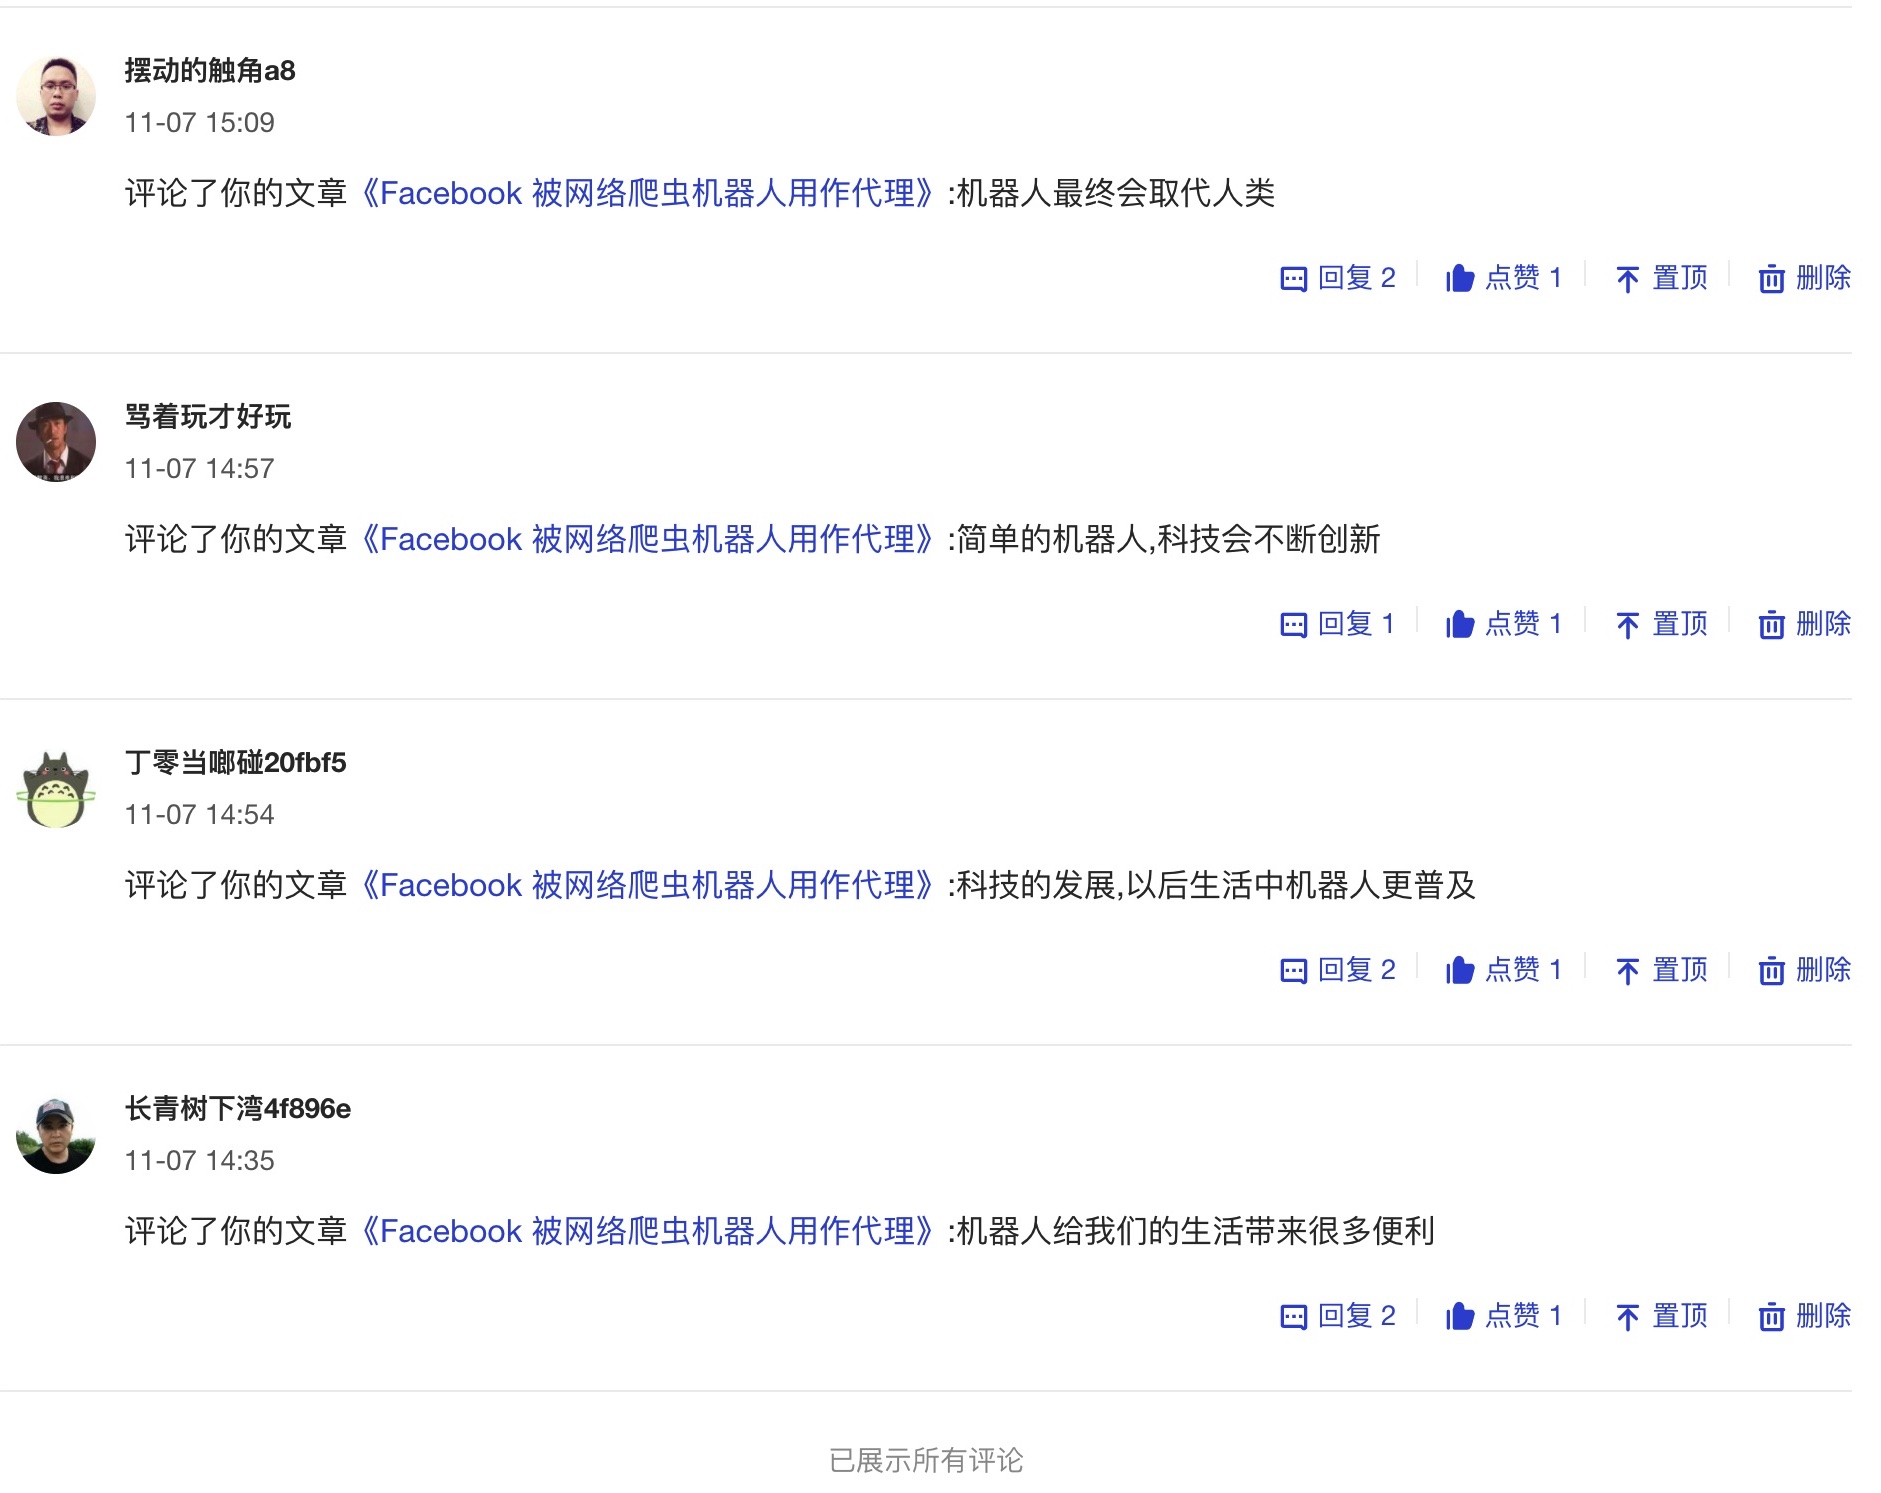 摆动的触角a8
11-07 15:09
评论了你的文章《Facebook 被网络爬虫机器人用作代理》:机器人最终会取代人类
回复 2 点赞 1 置顶 删除
骂着玩才好玩
11-07 14:57
评论了你的文章《Facebook 被网络爬虫机器人用作代理》:简单的机器人,科技会不断创新
回复 1 点赞 1 置顶 删除
丁零当啷碰20fbf5
11-07 14:54
评论了你的文章《Facebook 被网络爬虫机器人用作代理》:科技的发展,以后生活中机器人更普及
回复 2 点赞 1 置顶 删除
长青树下湾4f896e
11-07 14:35
评论了你的文章《Facebook 被网络爬虫机器人用作代理》:机器人给我们的生活带来很多便利
回复 2 点赞 1 置顶 删除
已展示所有评论